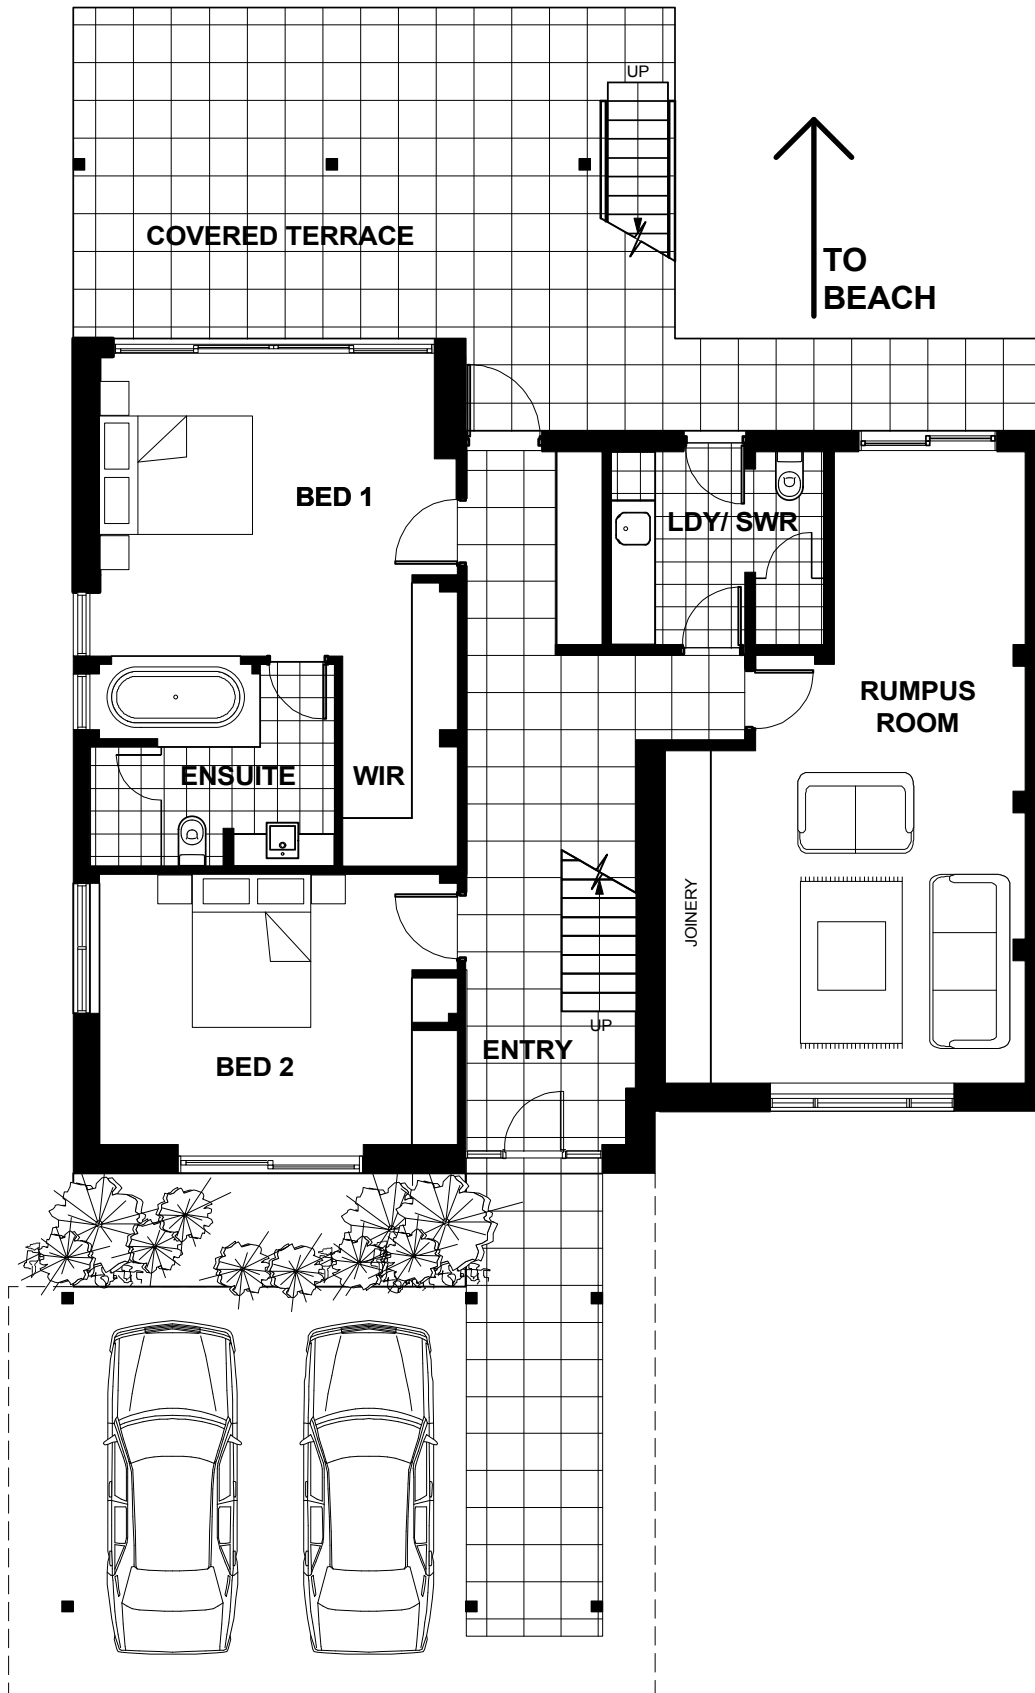 UP
COVERED TERRACE
TO
BEACH
BED 1
LDY/ SWR
RUMPUS
ROOM
ENSUITE
WIR
JOINERY
UP
ENTRY
BED 2